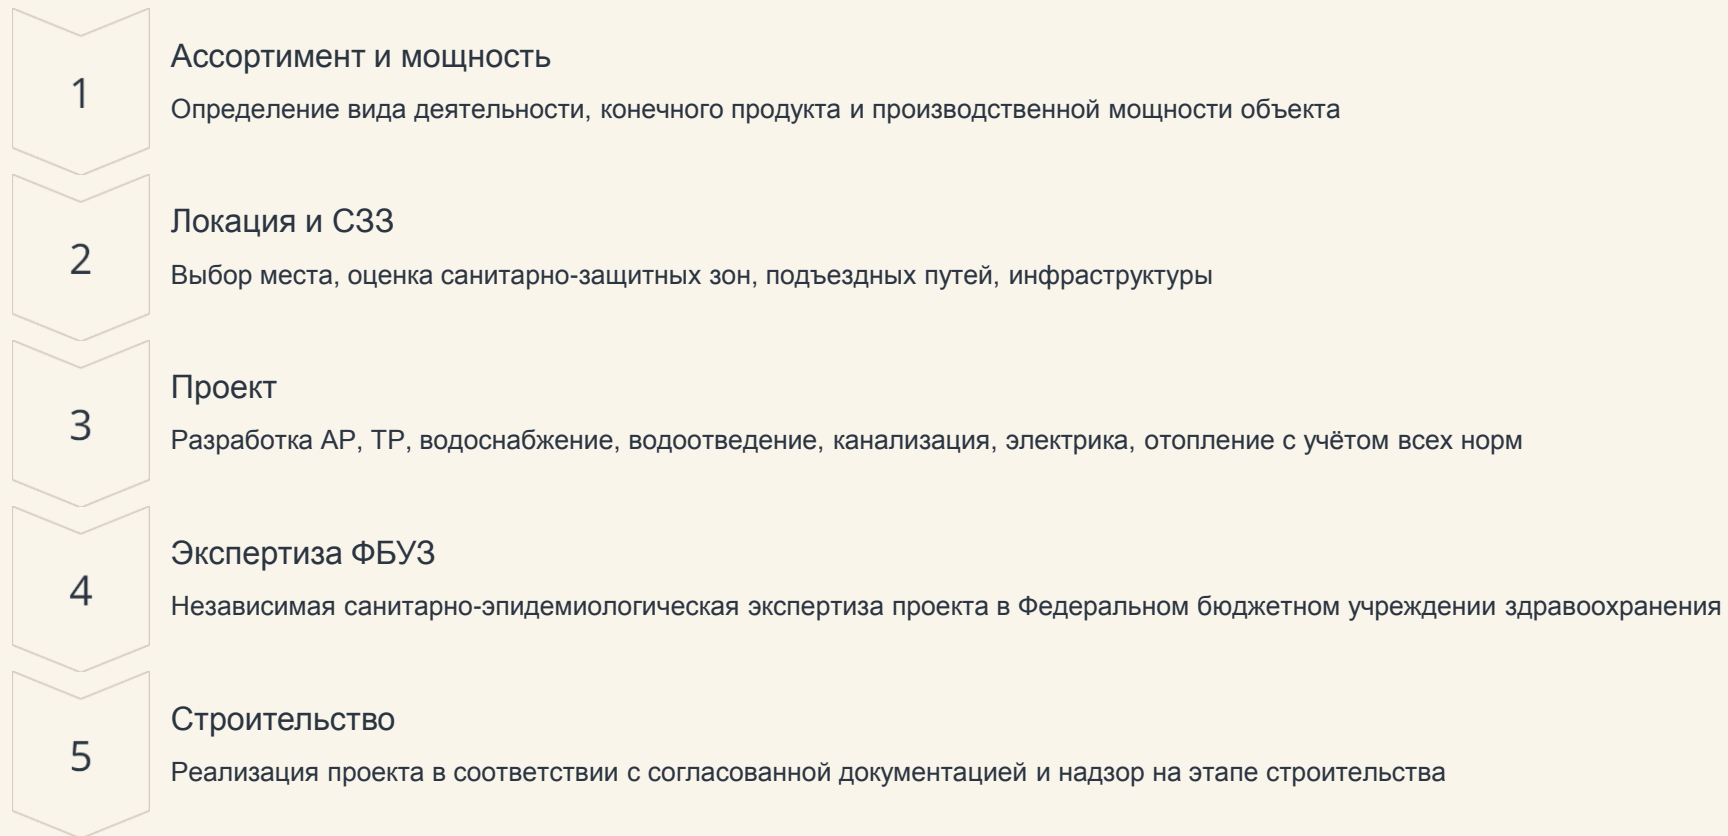 1
Ассортимент и мощность
Определение вида деятельности, конечного продукта и производственной мощности объекта
2
Локация и СЗЗ
Выбор места, оценка санитарно-защитных зон, подъездных путей, инфраструктуры
3
Проект
Разработка АР, ТР, водоснабжение, водоотведение, канализация, электрика, отопление с учётом всех норм
4
Экспертиза ФБУЗ
Независимая санитарно-эпидемиологическая экспертиза проекта в Федеральном бюджетном учреждении здравоохранения
5
Строительство
Реализация проекта в соответствии с согласованной документацией и надзор на этапе строительства